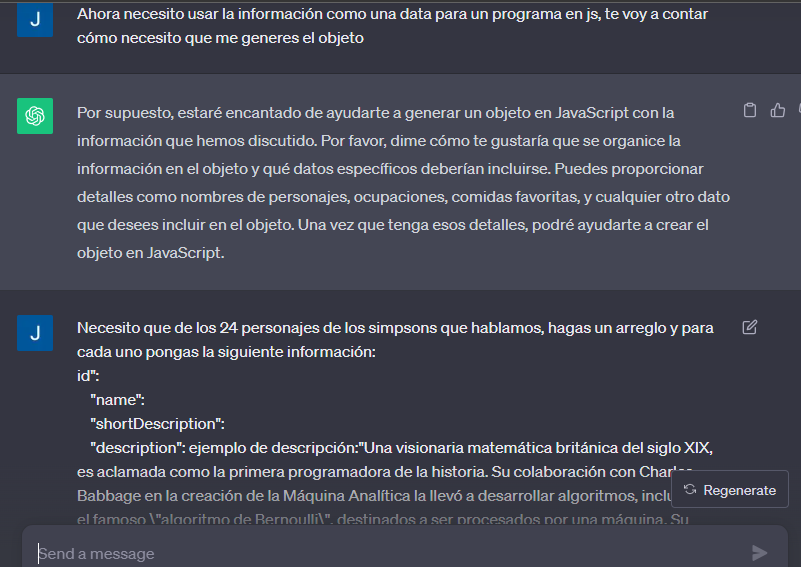 J
Ahora necesito usar la información como una data para un programa en js, te voy a contar
cómo necesito que me generes el objeto
Por supuesto, estaré encantado de ayudarte a generar un objeto en JavaScript con la
información que hemos discutido. Por favor, dime cómo te gustaría que se organice la
información en el objeto y qué datos específicos deberían incluirse. Puedes proporcionar
detalles como nombres de personajes, ocupaciones, comidas favoritas, y cualquier otro dato
que desees incluir en el objeto. Una vez que tenga esos detalles, podré ayudarte a crear el
objeto en JavaScript.
J
Necesito que de los 24 personajes de los simpsons que hablamos, hagas un arreglo y para
cada uno pongas la siguiente información:
id":
"name":
"shortDescription":
"description": ejemplo de descripción:"Una visionaria matemática británica del siglo XIX,
es aclamada como la primera programadora de la historia. Su colaboración con Charles
Babbage en la creación de la Máquina Analítica la llevó a desarrollar algoritmos,
el famoso \"algoritmo de Bernoulli\", destinados a ser procesados por una máquina. Su
Regenerate
Send a message